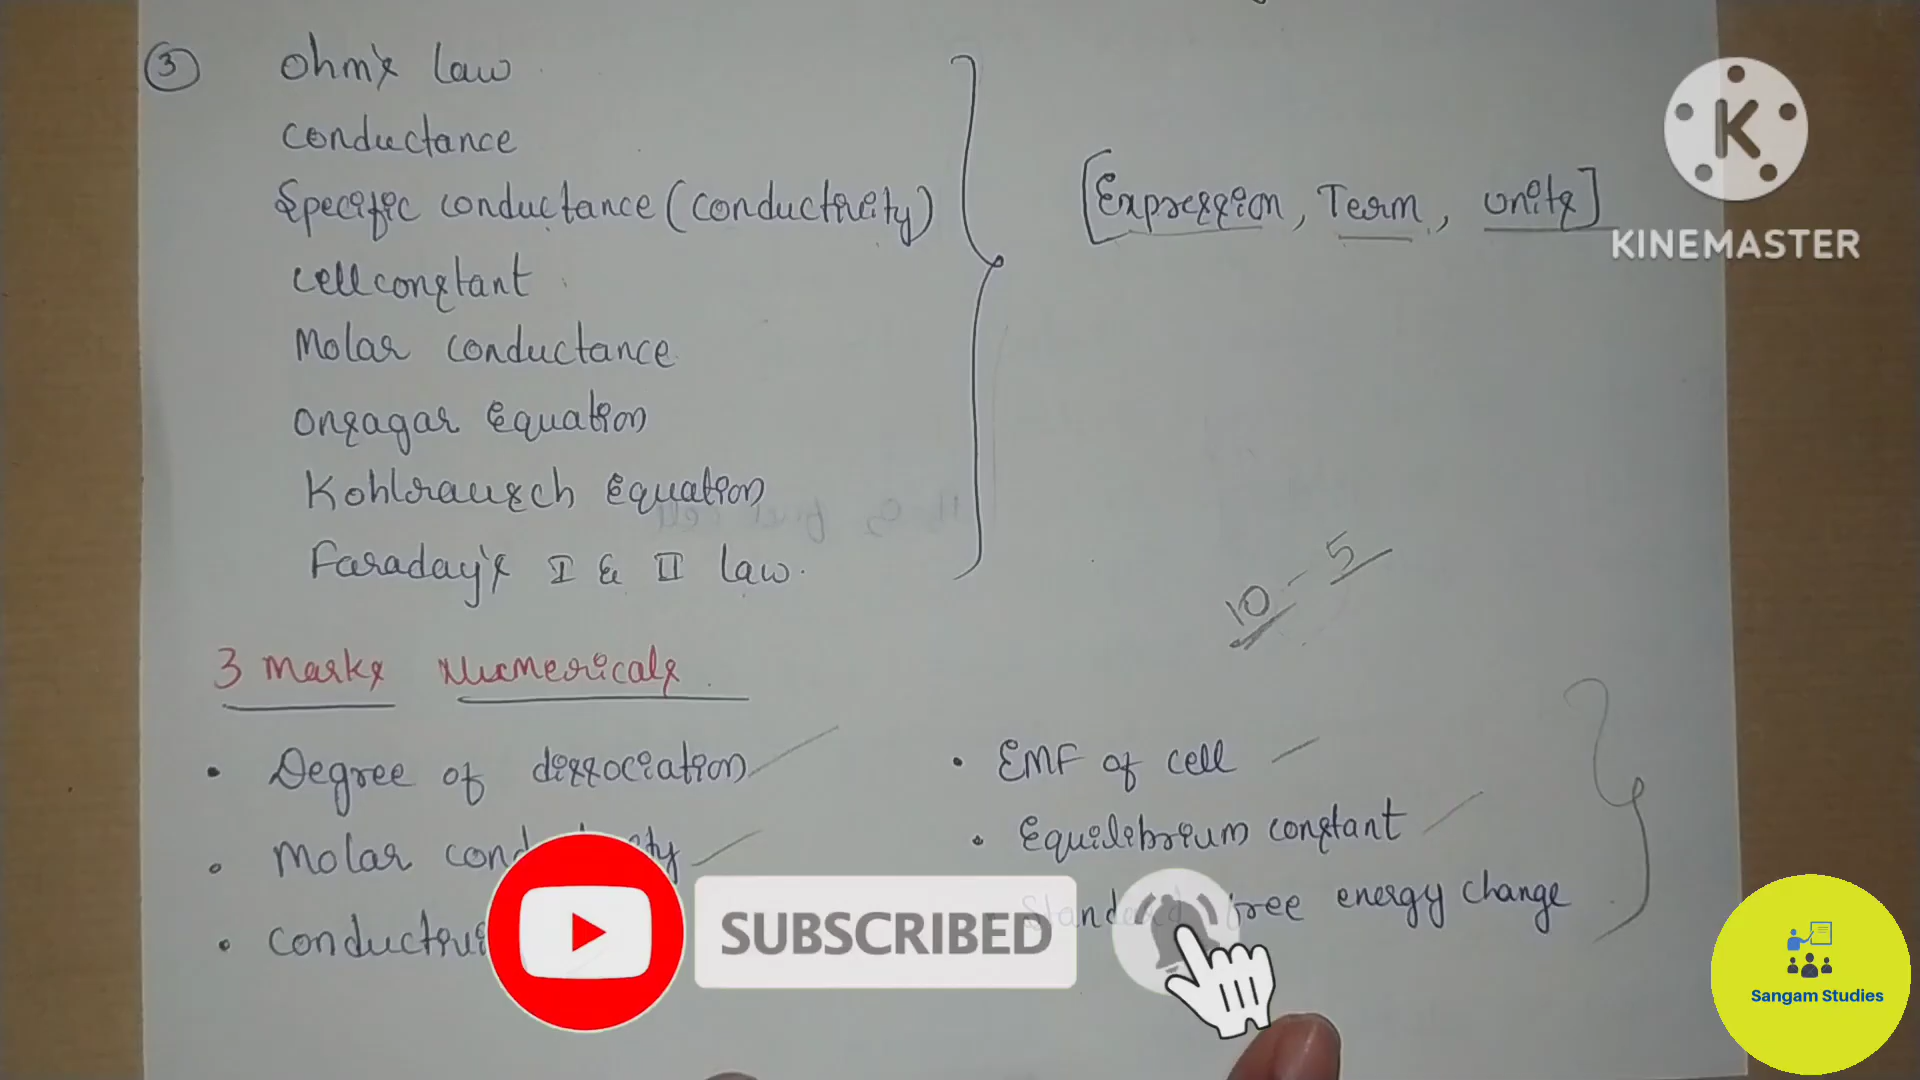 ③ Ohm's law
Conductance
Specific conductance (conductivity)
Cell constant
[Expression, Term, Units]
Molar conductance
Onsagar Equation
Kohlrausch Equation
Faraday's I & II law.
10 - 5
3 Marks Numericals
• Degree of dissociation
• Molar
•
• EMF of cell
• Equilibrium constant
free energy change
KINEMASTER
SUBSCRIBED
Sangam Studies